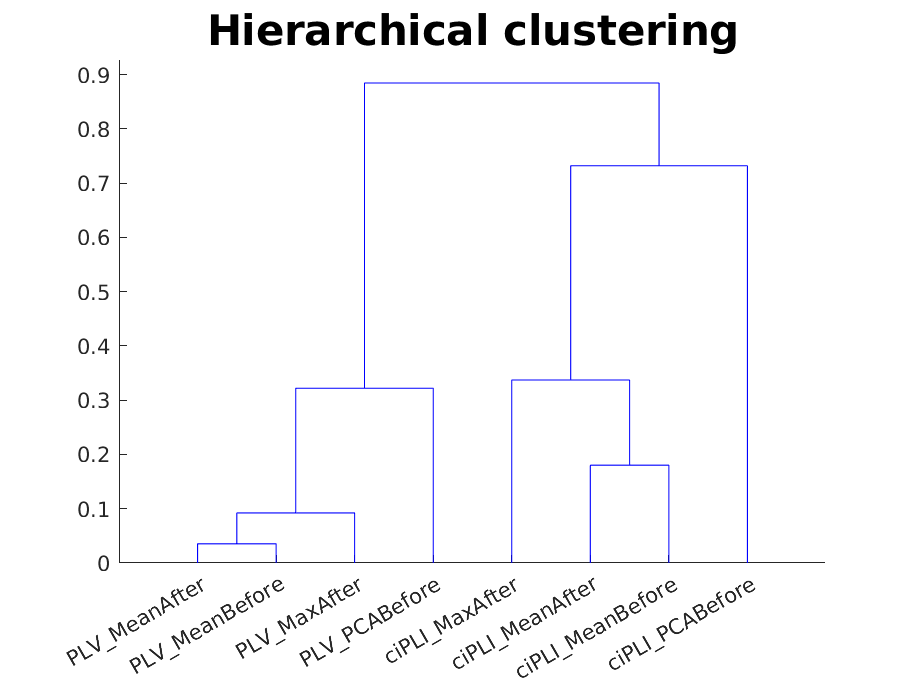 Hierarchical clustering
0.9
0.8
0.7
0.6
0.5
0.4
0.3
0.2
0.1
0
PLV_MeanAfter
PLV_MeanBefore
PLV_MaxAfter
PLV_PCABefore
ciPLI_MaxAfter
ciPLI_MeanAfter
ciPLI_MeanBefore
ciPLI_PCABefore